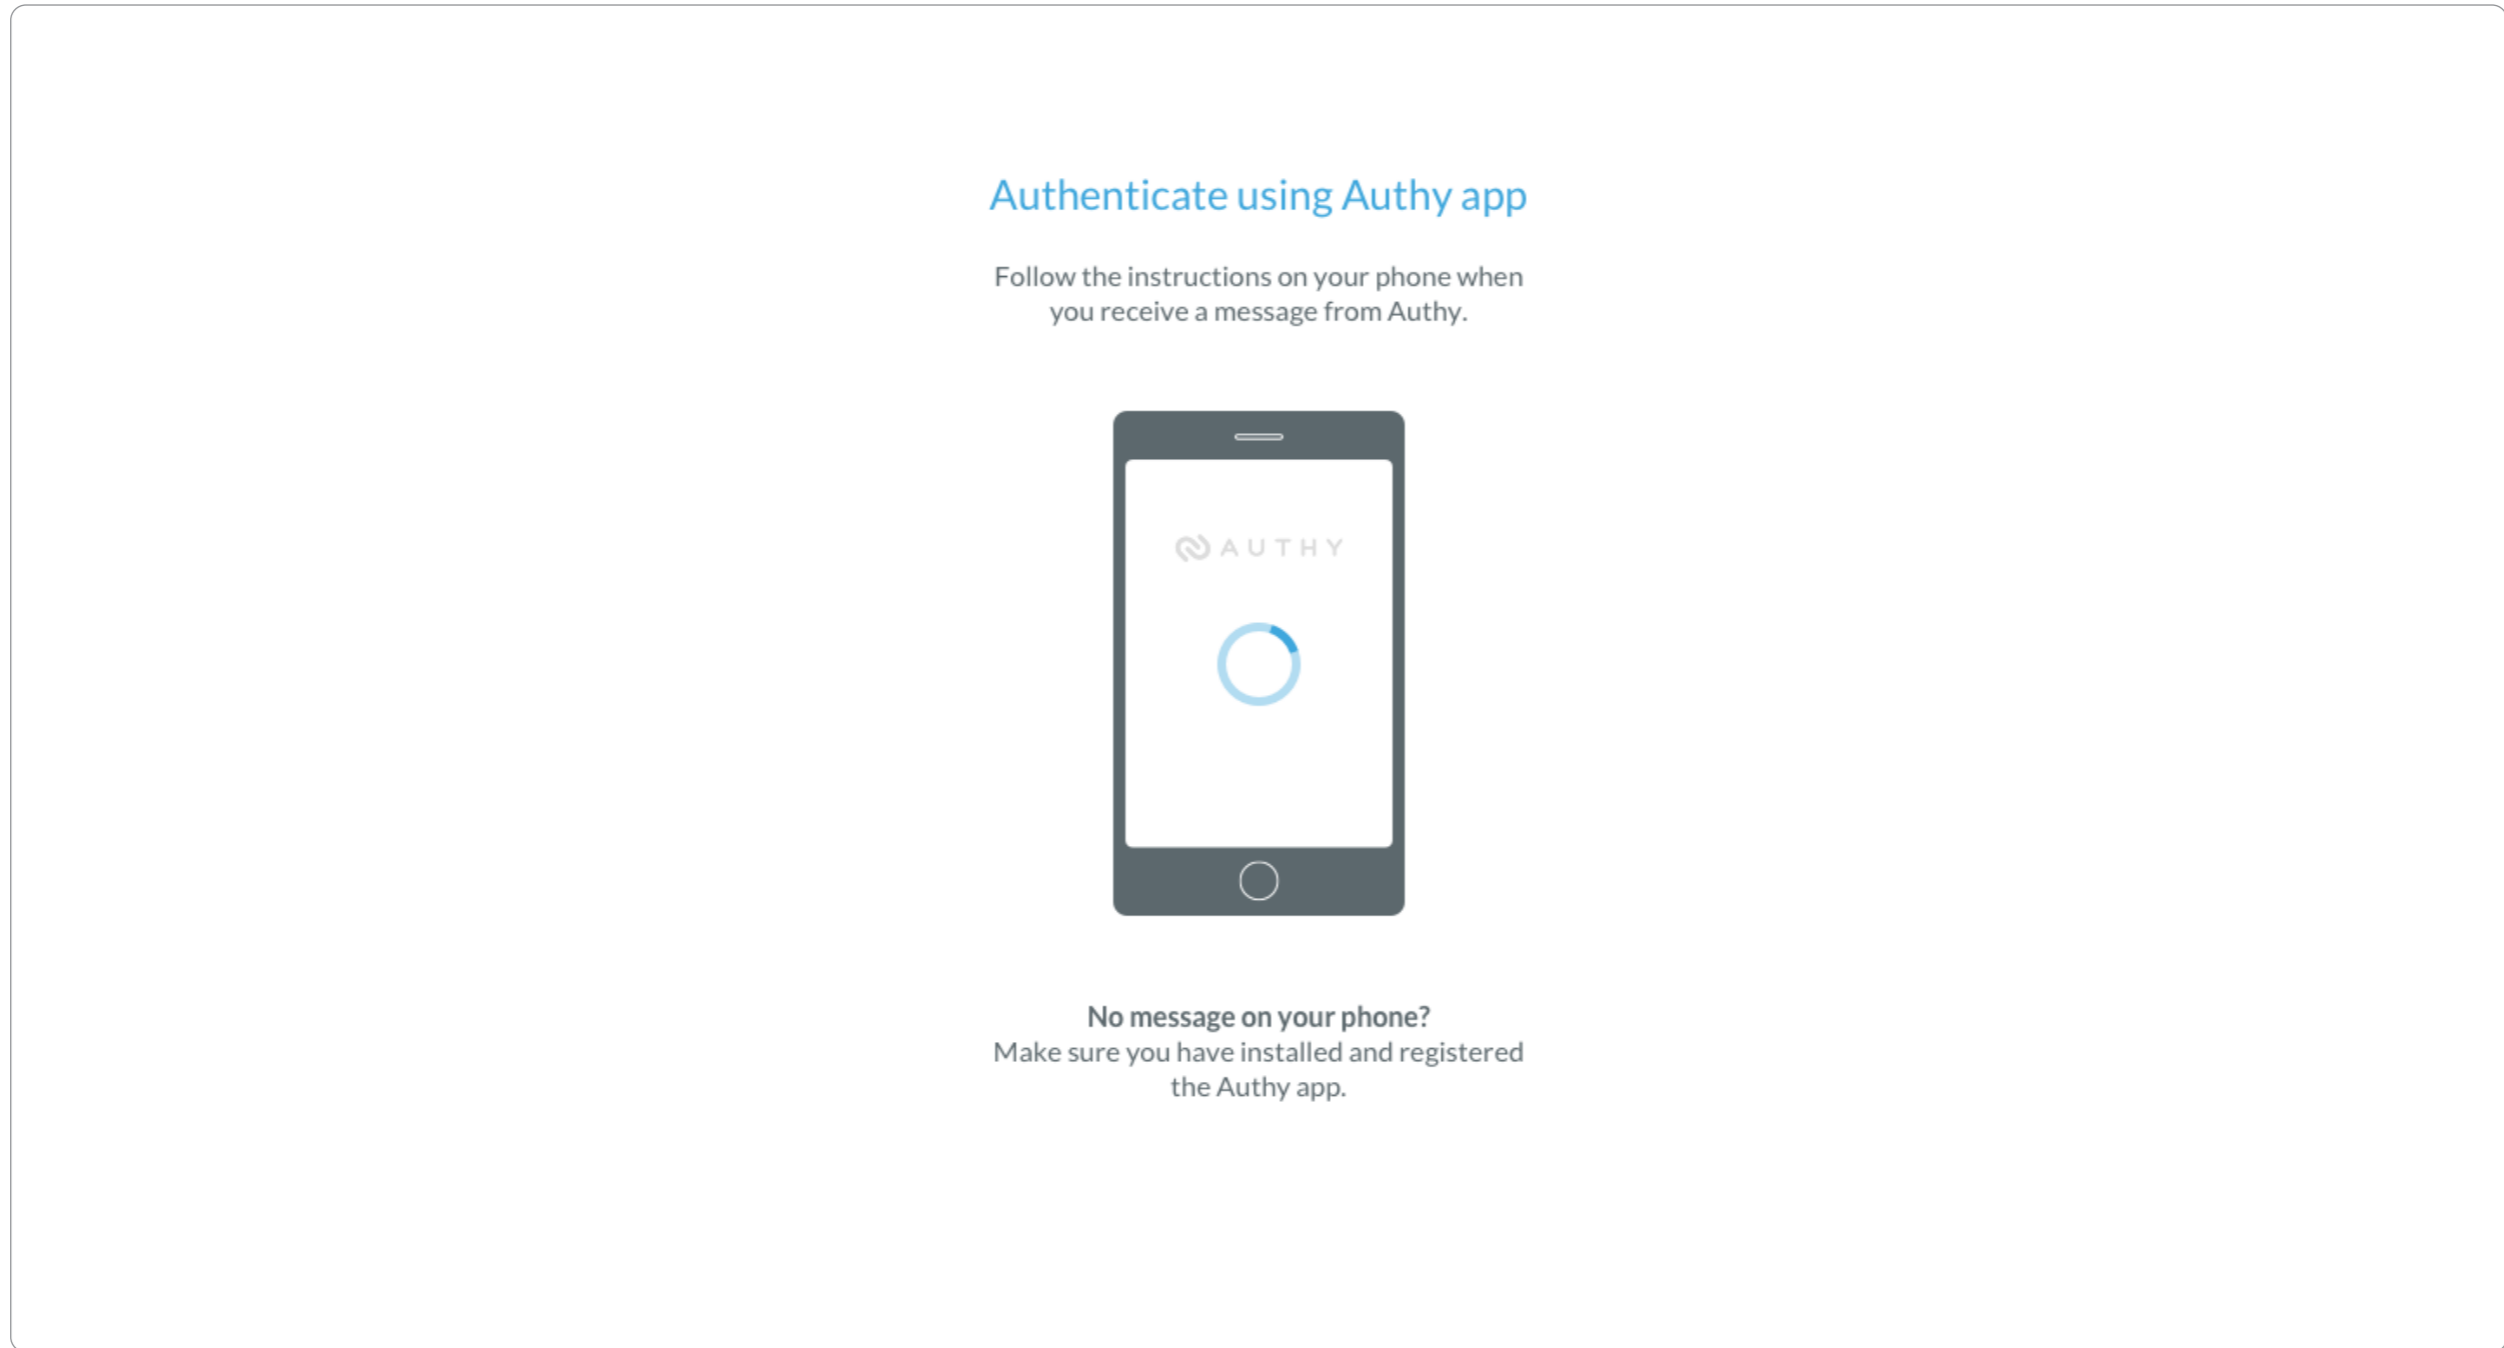 Authenticate using Authy app
Follow the instructions on your phone when
you receive a message from Authy.
AUTHY
No message on your phone?
Make sure you have installed and registered
the Authy app.